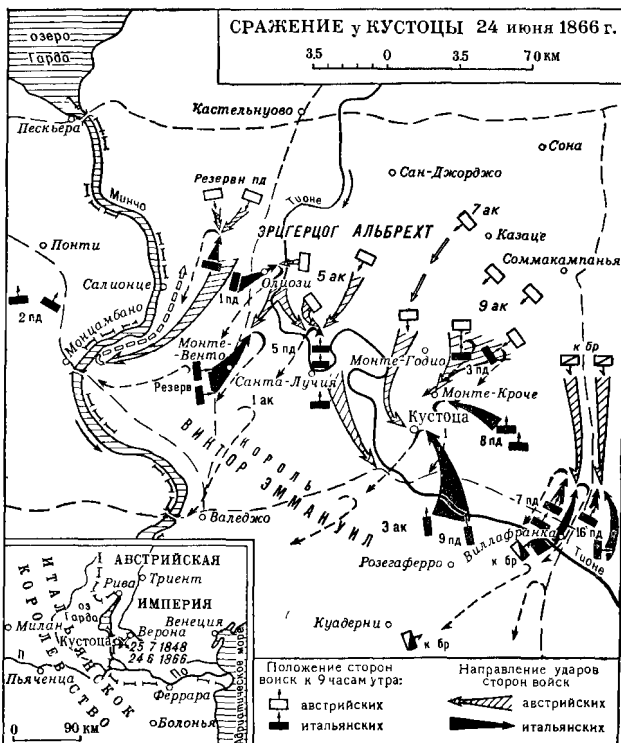 СРАЖЕНИЕ у КУСТОЦЫ 24 июня 1866 г.
3.5 0 3.5 70 км
озеро
Гарда
Пескьера
Кастельнуово
Сона
Сан-Джорджо
Резервн пд
Минчо
Тионе
7 ак
Казаце
ЭРЦГЕРЦОГ АЛЬБРЕХТ
Понти
Соммакампанья
5 ак
9 ак
Салионце
1 пд
Олиози
2 пд
Монцамбано
к бр
Монте-
Венто
5 пд
Монте-Годио
3 пд
Резерв
Санта-Лучия
Монте-Кроче
1 ак
Кустоца
8 пд
КОРОЛЬ
ВИКТОР ЭММАНУИЛ
Валеджо
3 ак
9 пд
7 пд
Виллафранка
16 пд
Тионе
Розегаферро
к бр
Куадерни
к бр
АВСТРИЙСКАЯ
ИМПЕРИЯ
ИТАЛЬЯНСКОЕ
КОРОЛЕВСТВО
Рива
Триент
оз
Гарда
Милан
Верона
Венеция
Кустоца
25 7 1848
24 6 1866
П
о
Пьяченца
Феррара
Болонья
Адриатическое море
0 90 км
Положение сторон
войск к 9 часам утра:
австрийских
итальянских
Направление ударов
сторон войск
австрийских
итальянских